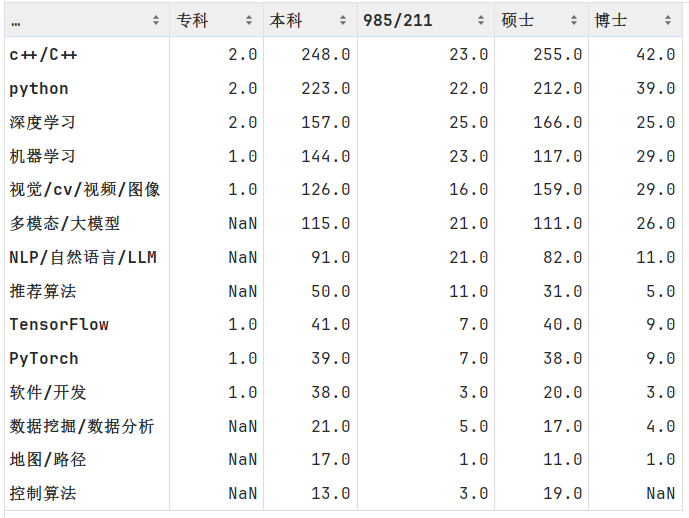 … 专科 本科 985/211 硕士 博士
c++/C++ 2.0 248.0 23.0 255.0 42.0
python 2.0 223.0 22.0 212.0 39.0
深度学习 2.0 157.0 25.0 166.0 25.0
机器学习 1.0 144.0 23.0 117.0 29.0
视觉/cv/视频/图像 1.0 126.0 16.0 159.0 29.0
多模态/大模型 NaN 115.0 21.0 111.0 26.0
NLP/自然语言/LLM NaN 91.0 21.0 82.0 11.0
推荐算法 NaN 50.0 11.0 31.0 5.0
TensorFlow 1.0 41.0 7.0 40.0 9.0
PyTorch 1.0 39.0 7.0 38.0 9.0
软件/开发 1.0 38.0 3.0 20.0 3.0
数据挖掘/数据分析 NaN 21.0 5.0 17.0 4.0
地图/路径 NaN 17.0 1.0 11.0 1.0
控制算法 NaN 13.0 3.0 19.0 NaN